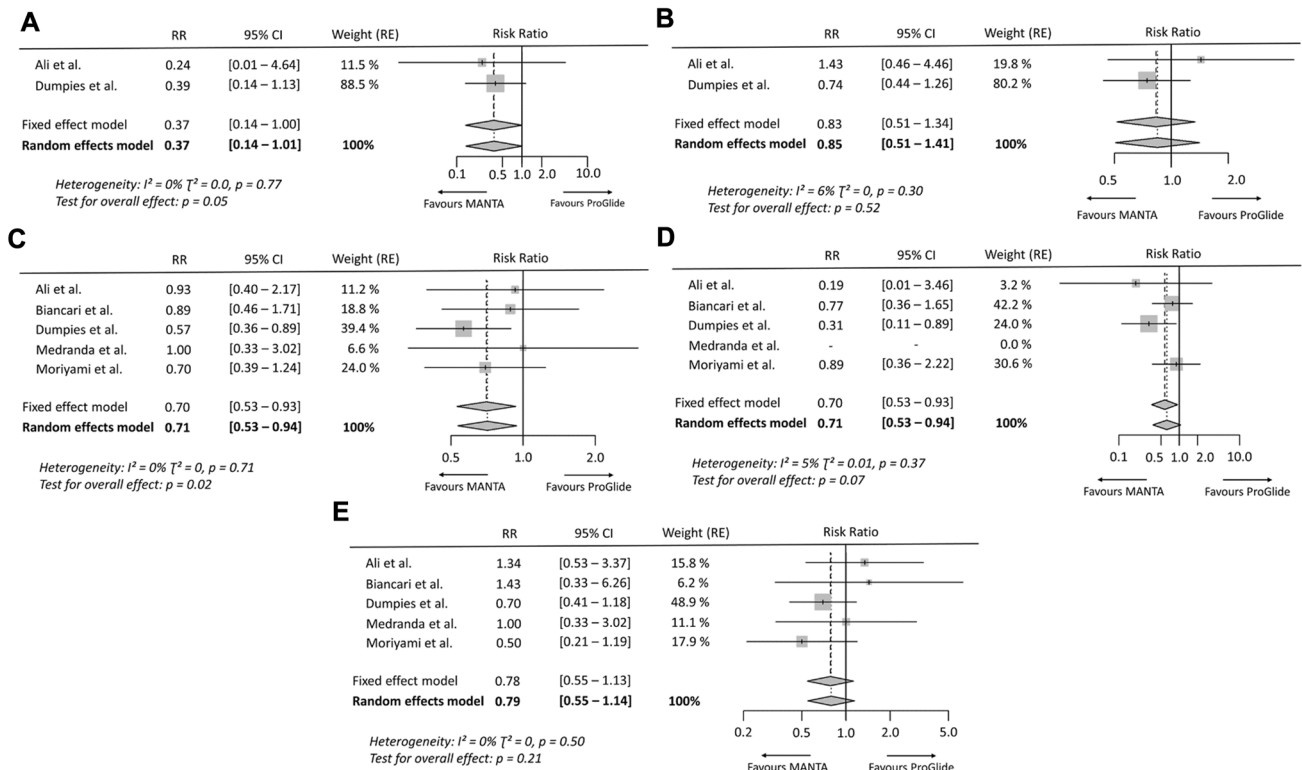 A
RR 95% CI Weight (RE) Risk Ratio
Ali et al. 0.24 [0.01 – 4.64] 11.5 %
Dumpies et al. 0.39 [0.14 – 1.13] 88.5%
Fixed effect model 0.37 [0.14 – 1.00]
Random effects model 0.37 [0.14 – 1.01] 100%
0.1 0.5 1.0 2.0 10.0
Heterogeneity: I² = 0% Ʈ² = 0.0, p = 0.77
Test for overall effect: p = 0.05
Favours MANTA Favours ProGlide
B
RR 95% CI Weight (RE) Risk Ratio
Ali et al. 1.43 [0.46 – 4.46] 19.8 %
Dumpies et al. 0.74 [0.44 – 1.26] 80.2 %
Fixed effect model 0.83 [0.51 – 1.34]
Random effects model 0.85 [0.51 – 1.41] 100%
0.5 1.0 2.0
Heterogeneity: I² = 6% Ʈ² = 0, p = 0.30
Test for overall effect: p = 0.52
Favours MANTA Favours ProGlide
C
RR 95% CI Weight (RE) Risk Ratio
Ali et al. 0.93 [0.40 – 2.17] 11.2 %
Biancari et al. 0.89 [0.46 – 1.71] 18.8 %
Dumpies et al. 0.57 [0.36 – 0.89] 39.4 %
Medranda et al. 1.00 [0.33 – 3.02] 6.6 %
Moriyami et al. 0.70 [0.39 – 1.24] 24.0 %
Fixed effect model 0.70 [0.53 – 0.93]
Random effects model 0.71 [0.53 – 0.94] 100%
0.5 1.0 2.0
Heterogeneity: I² = 0% Ʈ² = 0, p = 0.71
Test for overall effect: p = 0.02
Favours MANTA Favours ProGlide
D
RR 95% CI Weight (RE) Risk Ratio
Ali et al. 0.19 [0.01 – 3.46] 3.2 %
Biancari et al. 0.77 [0.36 – 1.65] 42.2 %
Dumpies et al. 0.31 [0.11 – 0.89] 24.0 %
Medranda et al. - - 0.0 %
Moriyami et al. 0.89 [0.36 – 2.22] 30.6 %
Fixed effect model 0.70 [0.53 – 0.93]
Random effects model 0.71 [0.53 – 0.94] 100%
0.1 0.5 1.0 2.0 10.0
Heterogeneity: I² = 5% Ʈ² = 0.01, p = 0.37
Test for overall effect: p = 0.07
Favours MANTA Favours ProGlide
E
RR 95% CI Weight (RE) Risk Ratio
Ali et al. 1.34 [0.53 – 3.37] 15.8 %
Biancari et al. 1.43 [0.33 – 6.26] 6.2 %
Dumpies et al. 0.70 [0.41 – 1.18] 48.9 %
Medranda et al. 1.00 [0.33 – 3.02] 11.1 %
Moriyami et al. 0.50 [0.21 – 1.19] 17.9 %
Fixed effect model 0.78 [0.55 – 1.13]
Random effects model 0.79 [0.55 – 1.14] 100%
0.2 0.5 1.0 2.0 5.0
Heterogeneity: I² = 0% Ʈ² = 0, p = 0.50
Test for overall effect: p = 0.21
Favours MANTA Favours ProGlide